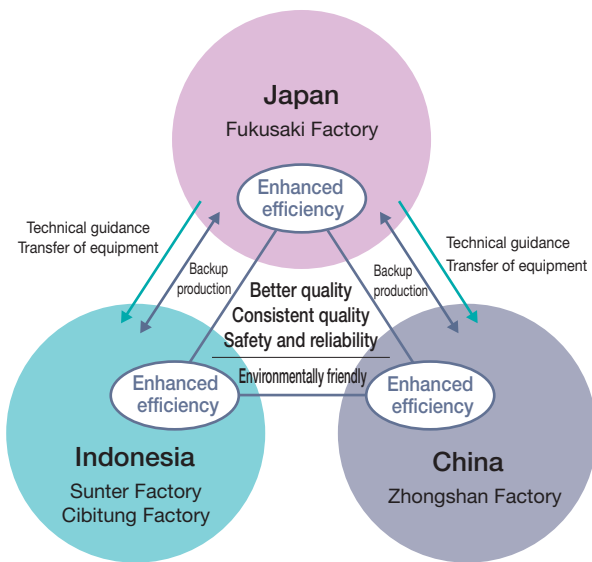 Japan
Fukusaki Factory
Enhanced
efficiency
Technical guidance
Transfer of equipment
Backup
production
Technical guidance
Transfer of equipment
Backup
production
Better quality
Consistent quality
Safety and reliability
Environmentally friendly
Enhanced
efficiency
Enhanced
efficiency
Indonesia
Sunter Factory
Cibitung Factory
China
Zhongshan Factory